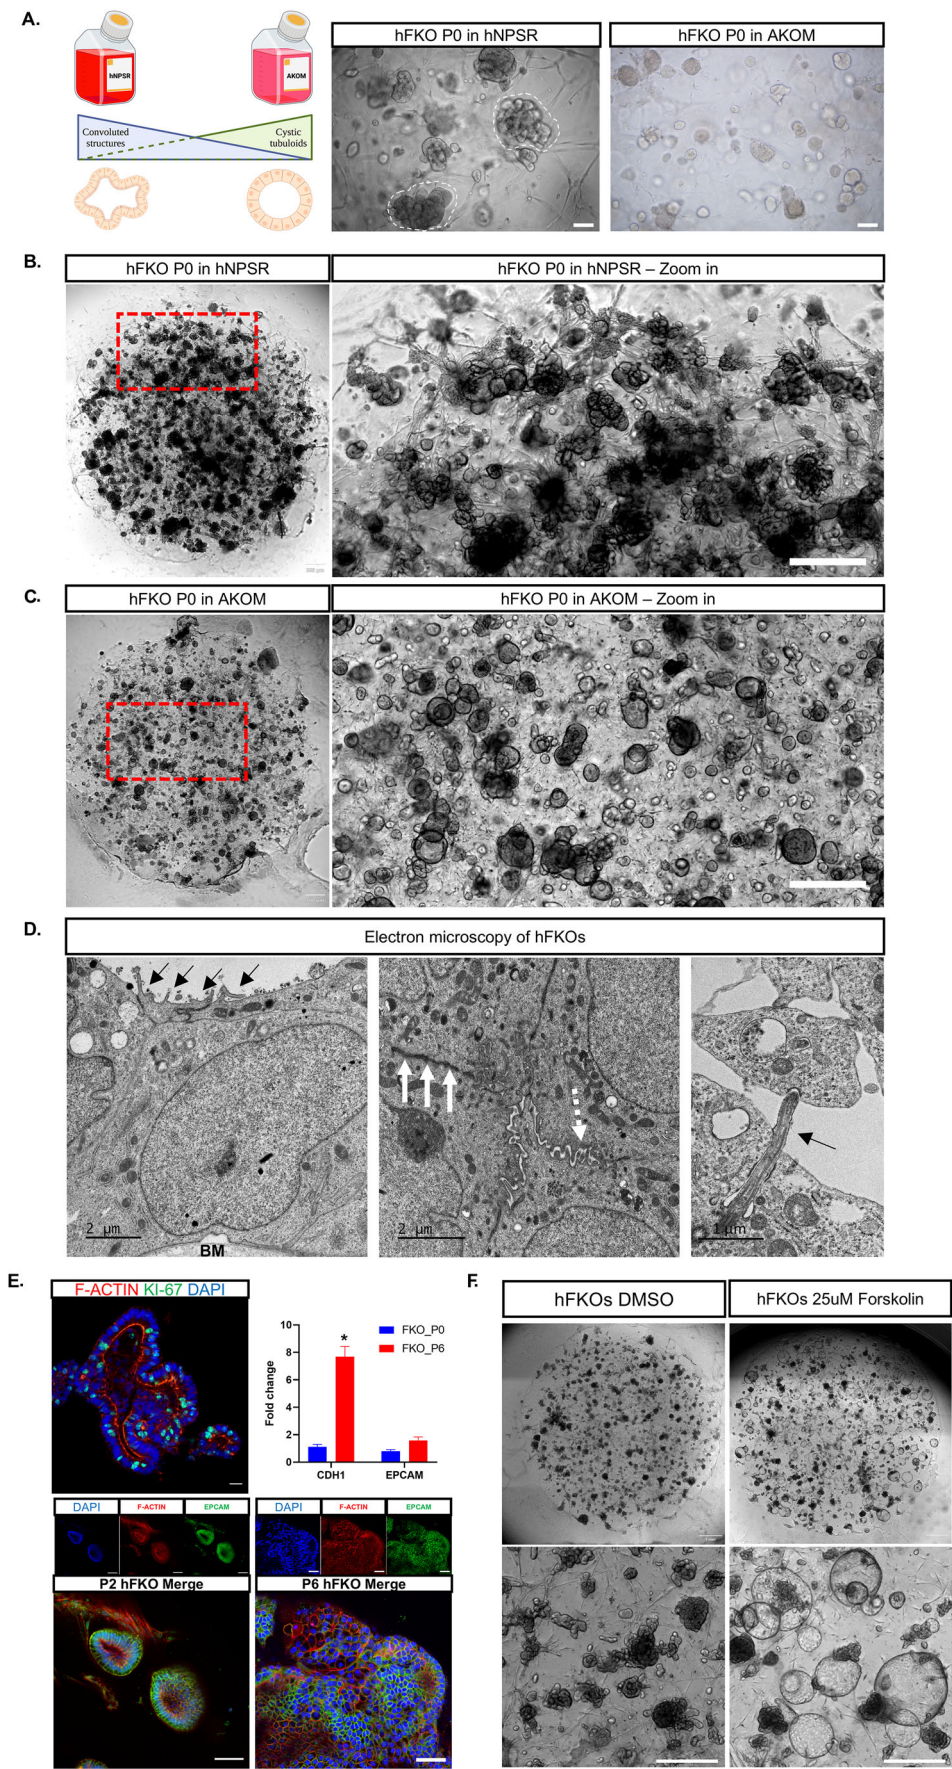 A.
hNPSR
AKOM
Convoluted
structures
Cystic
tubuloids
hFKO P0 in hNPSR
hFKO P0 in AKOM
B.
hFKO P0 in hNPSR
hFKO P0 in hNPSR – Zoom in
C.
hFKO P0 in AKOM
hFKO P0 in AKOM – Zoom in
D.
Electron microscopy of hFKOs
2 µm
BM
2 µm
1 µm
E.
F-ACTIN KI-67 DAPI
Fold change
10
8
6
4
2
0
*
FKO_P0
FKO_P6
CDH1
EPCAM
DAPI
F-ACTIN
EPCAM
DAPI
F-ACTIN
EPCAM
P2 hFKO Merge
P6 hFKO Merge
F.
hFKOs DMSO
hFKOs 25uM Forskolin